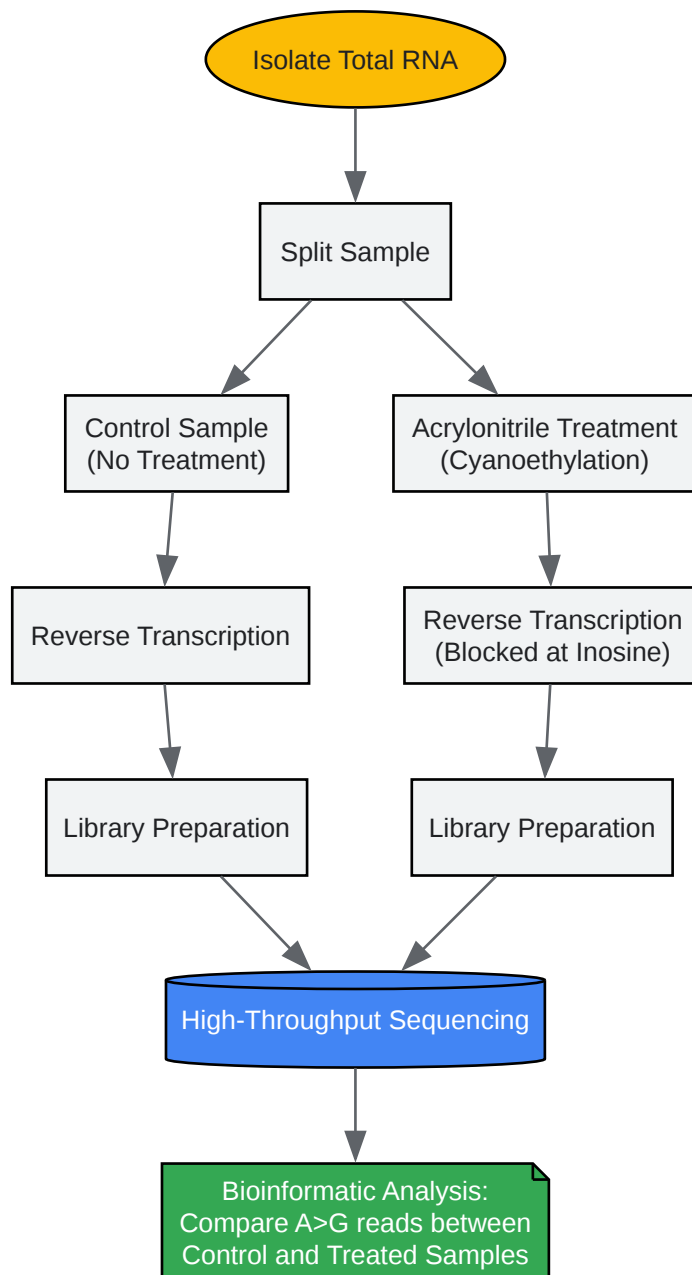 Isolate Total RNA
Split Sample
Control Sample
(No Treatment)
Acrylonitrile Treatment
(Cyanoethylation)
Reverse Transcription
Reverse Transcription
(Blocked at Inosine)
Library Preparation
Library Preparation
High-Throughput Sequencing
Bioinformatic Analysis:
Compare A>G reads between
Control and Treated Samples